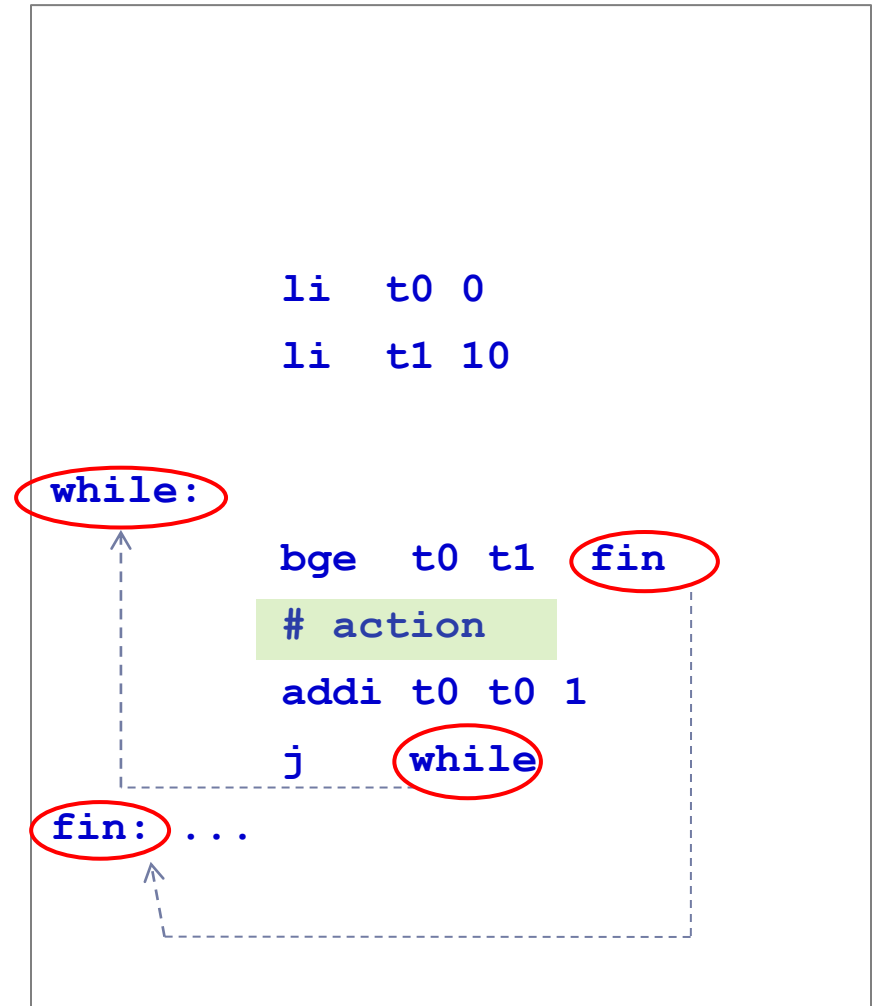 li t0 0
li t1 10
while:
bge t0 t1 fin
# action
addi t0 t0 1
j while
fin: ...